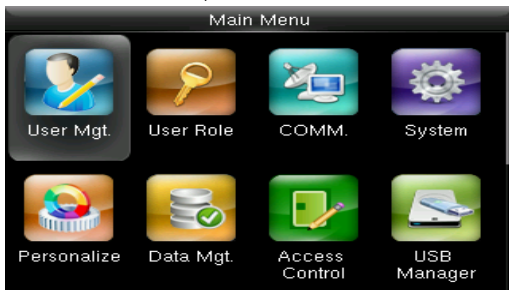 Main Menu
User Mgt.
User Role
COMM.
System
Personalize
Data Mgt.
Access
Control
USB
Manager